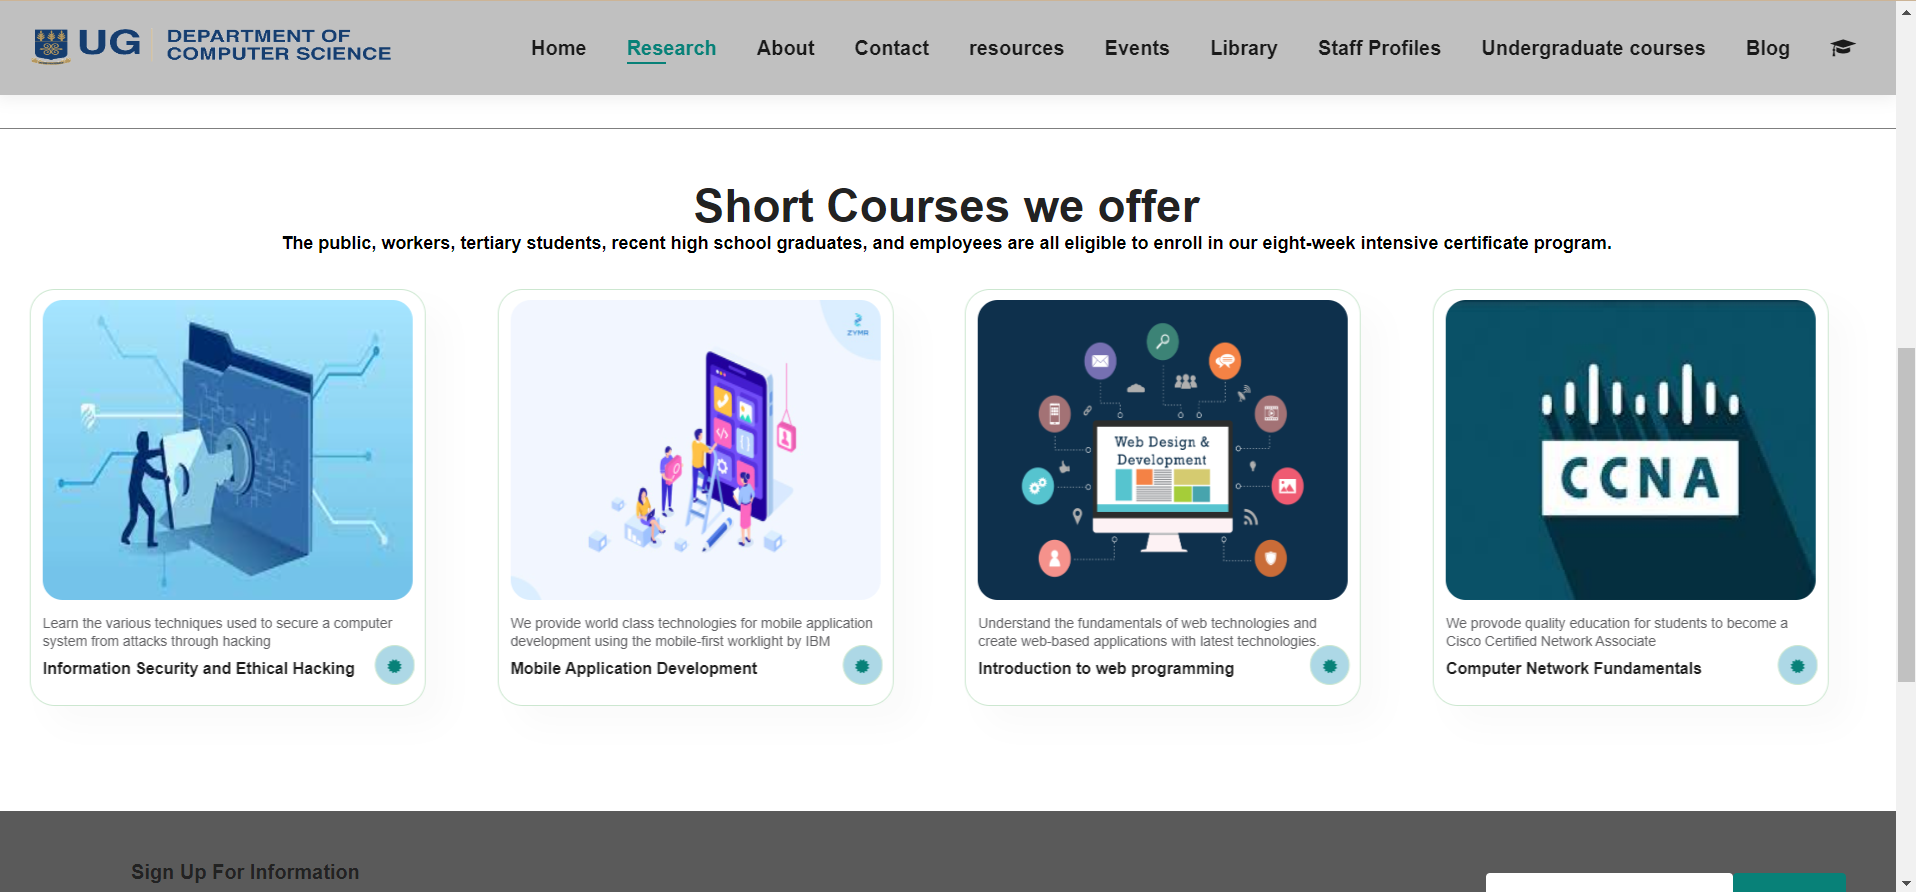 UG
DEPARTMENT OF
COMPUTER SCIENCE
Home
Research
About
Contact
resources
Events
Library
Staff Profiles
Undergraduate courses
Blog
Short Courses we offer
The public, workers, tertiary students, recent high school graduates, and employees are all eligible to enroll in our eight-week intensive certificate program.
Learn the various techniques used to secure a computer
system from attacks through hacking
Information Security and Ethical Hacking
ZYMR
We provide world class technologies for mobile application
development using the mobile-first worklight by IBM
Mobile Application Development
Web Design &
Development
Understand the fundamentals of web technologies and
create web-based applications with latest technologies.
Introduction to web programming
CCNA
We provode quality education for students to become a
Cisco Certified Network Associate
Computer Network Fundamentals
Sign Up For Information